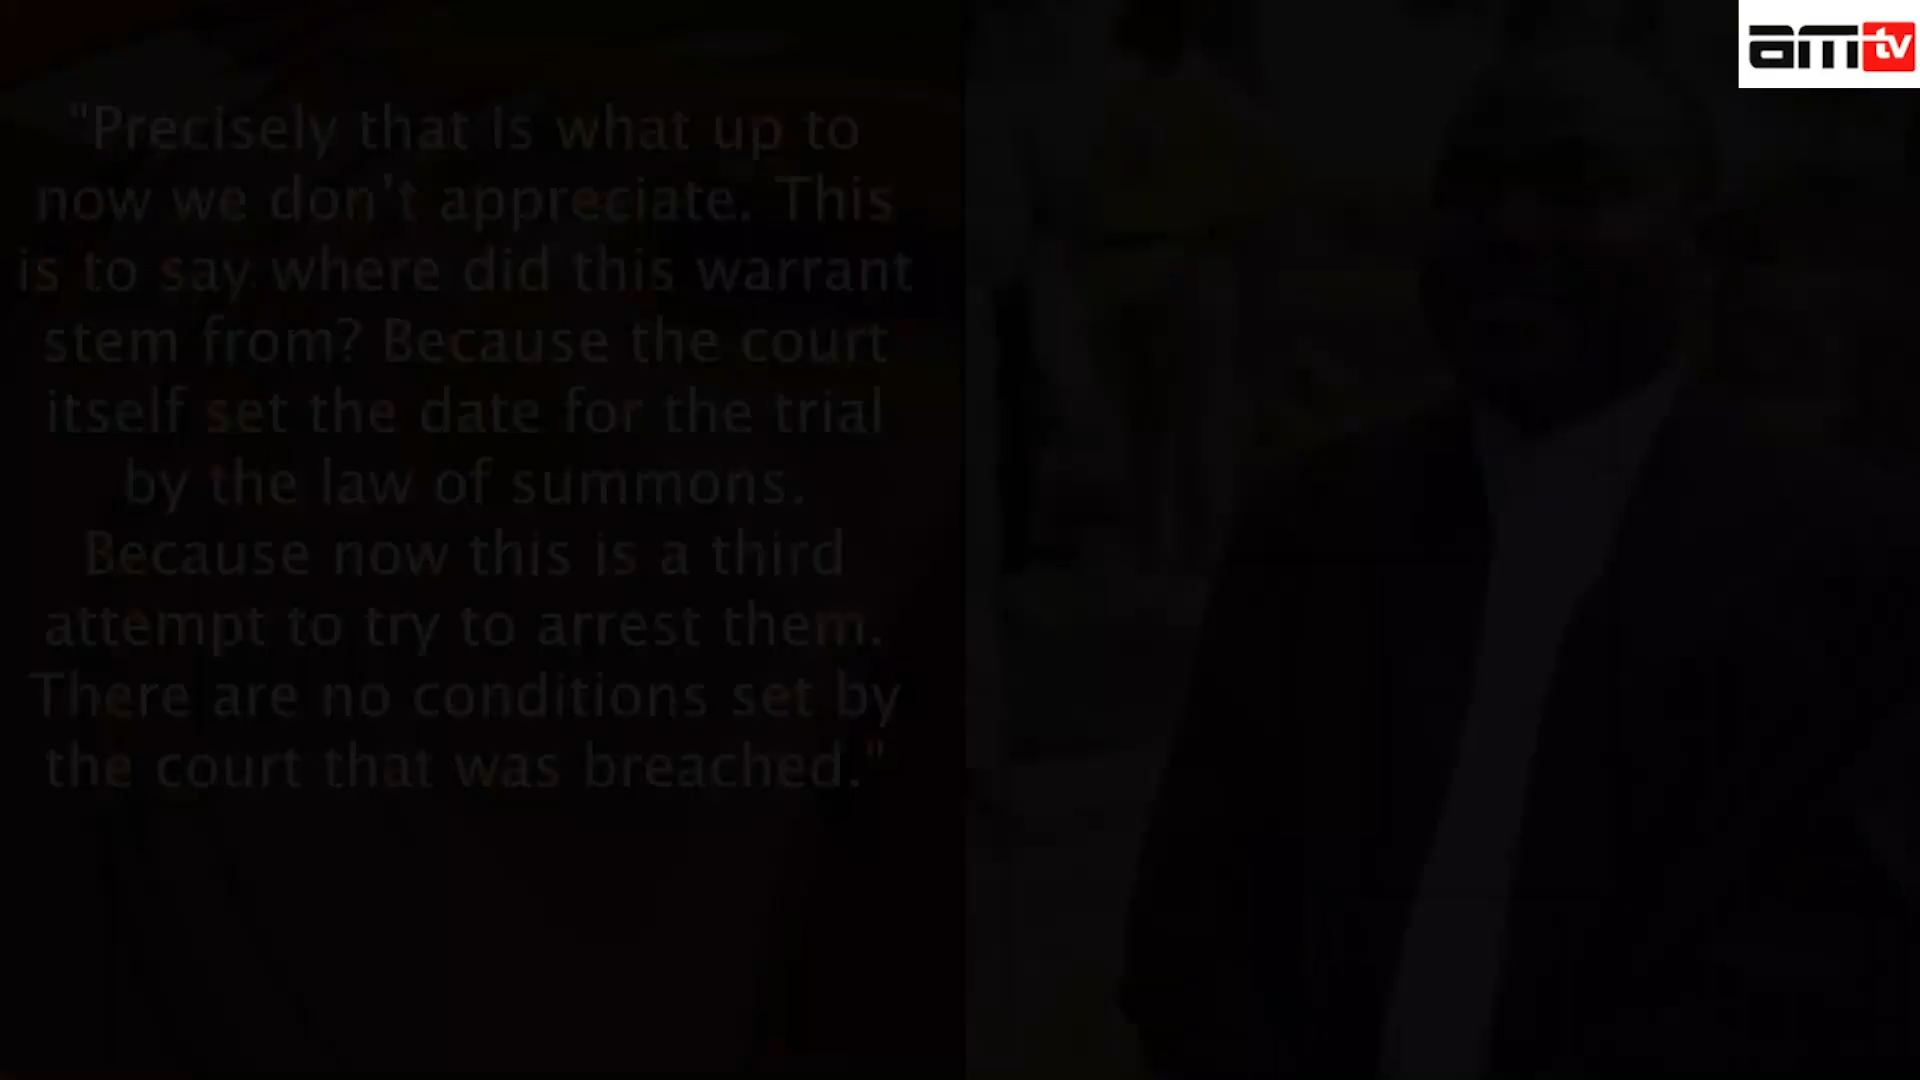 amtv
"Precisely that is what up to
now we don't appreciate. This
is to say where did this warrant
stem from? Because the court
itself set the date for the trial
by the law of summons.
Because now this is a third
attempt to try to arrest them.
There are no conditions set by
the court that was breached."